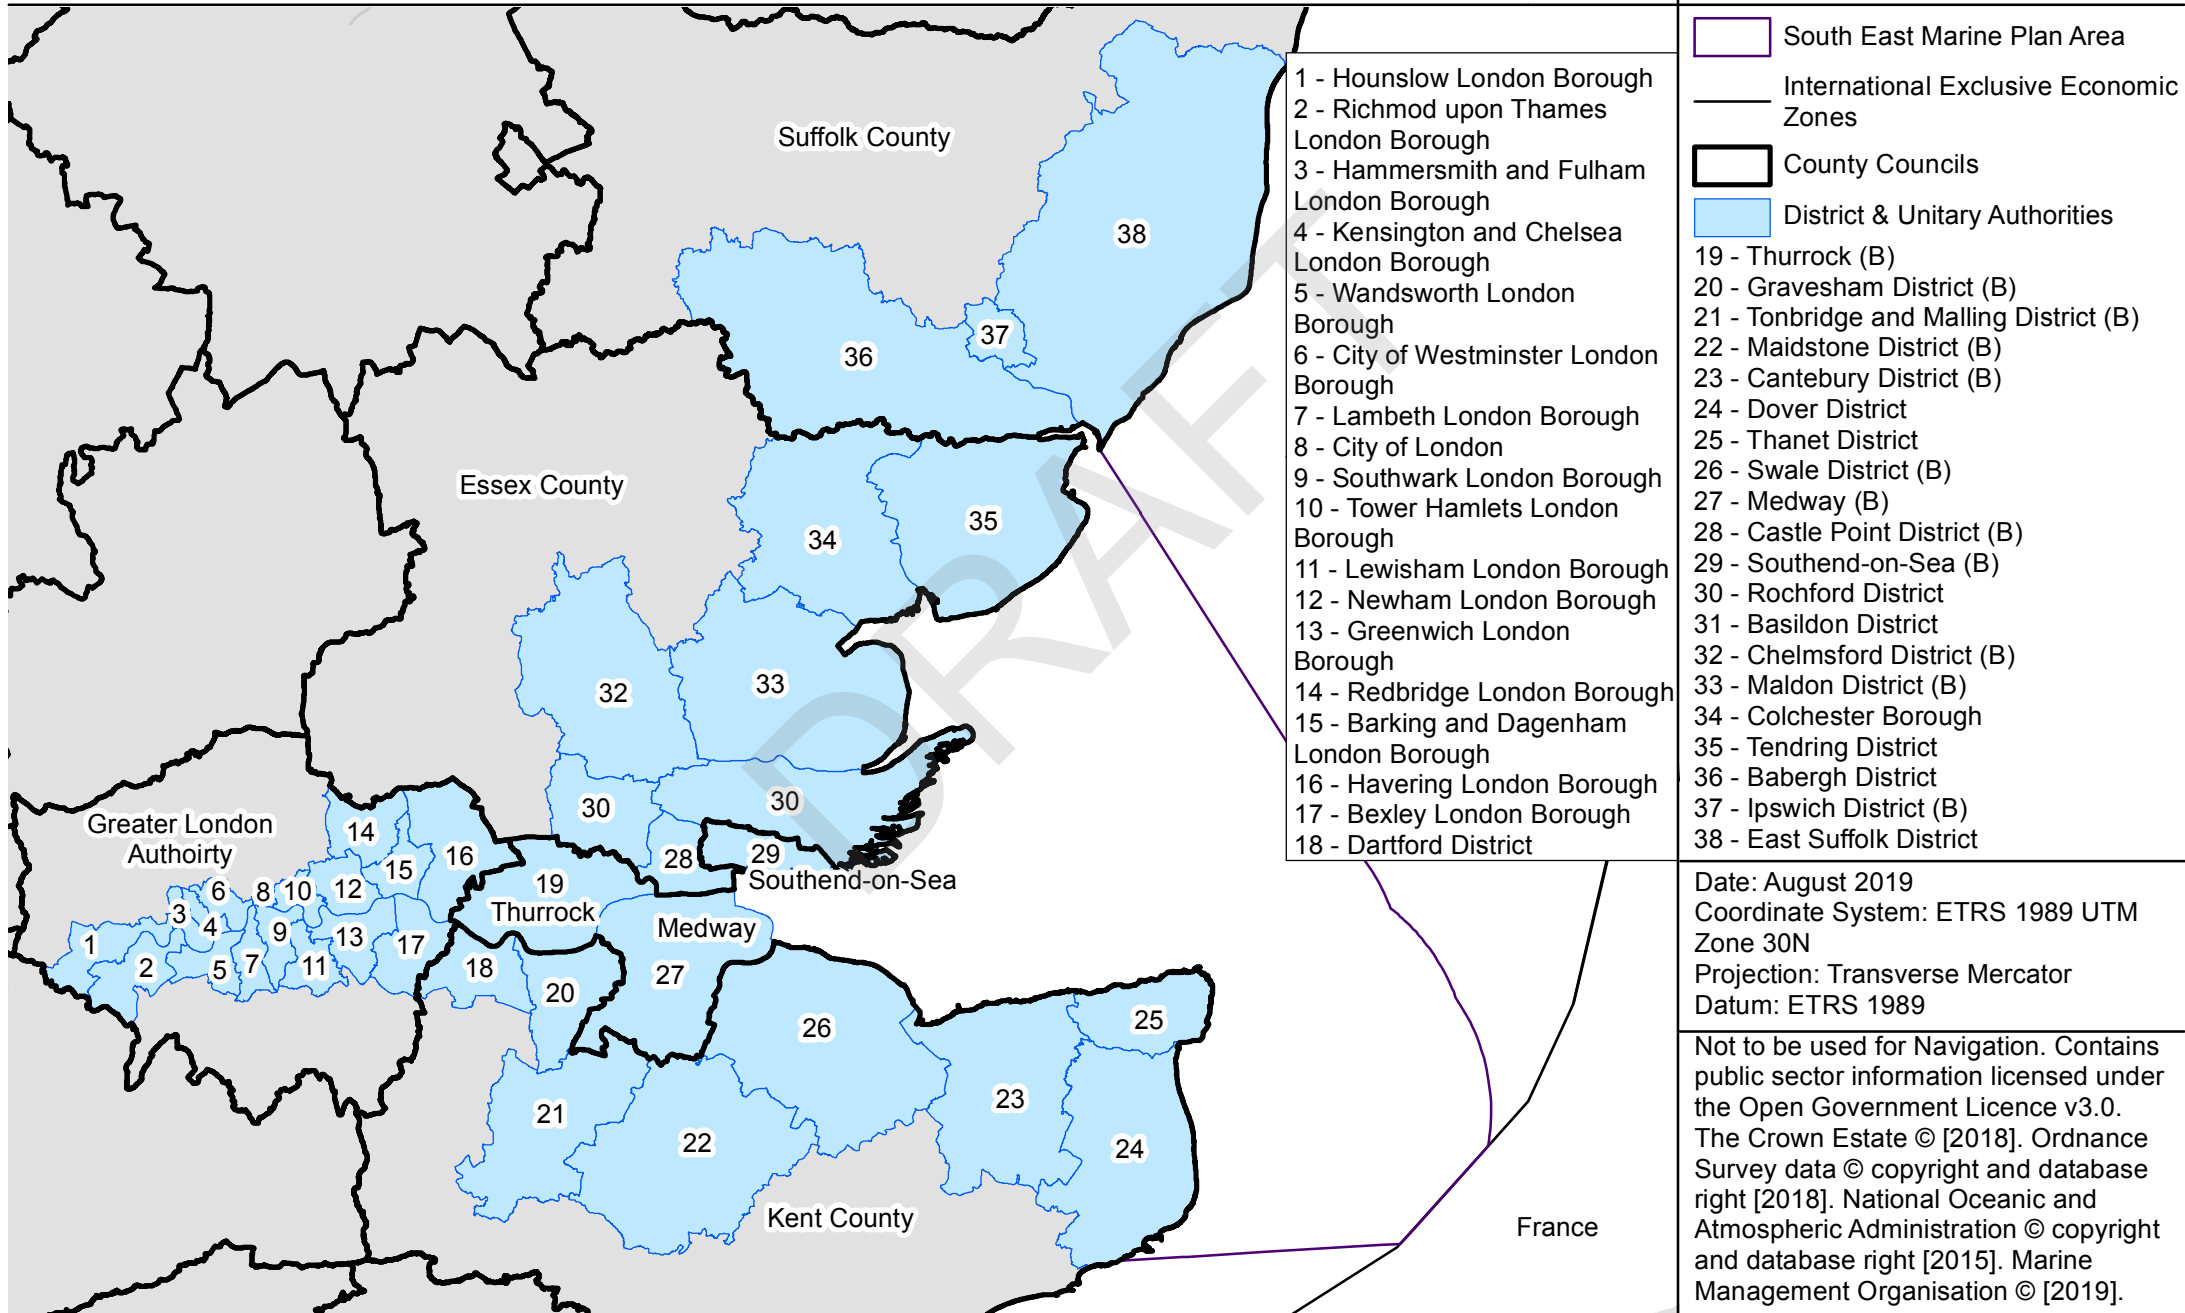 Suffolk County
38
37
36
Essex County
35
34
32
33
30
30
28
29
Southend-on-Sea
Greater London
Authoirty
14
16
15
19
Thurrock
6
8
10
12
3
4
9
13
17
1
2
5
7
11
18
20
Medway
27
26
25
21
22
23
24
Kent County
France
DRAFT
1 - Hounslow London Borough
2 - Richmod upon Thames
London Borough
3 - Hammersmith and Fulham
London Borough
4 - Kensington and Chelsea
London Borough
5 - Wandsworth London
Borough
6 - City of Westminster London
Borough
7 - Lambeth London Borough
8 - City of London
9 - Southwark London Borough
10 - Tower Hamlets London
Borough
11 - Lewisham London Borough
12 - Newham London Borough
13 - Greenwich London
Borough
14 - Redbridge London Borough
15 - Barking and Dagenham
London Borough
16 - Havering London Borough
17 - Bexley London Borough
18 - Dartford District
South East Marine Plan Area
International Exclusive Economic
Zones
County Councils
District & Unitary Authorities
19 - Thurrock (B)
20 - Gravesham District (B)
21 - Tonbridge and Malling District (B)
22 - Maidstone District (B)
23 - Cantebury District (B)
24 - Dover District
25 - Thanet District
26 - Swale District (B)
27 - Medway (B)
28 - Castle Point District (B)
29 - Southend-on-Sea (B)
30 - Rochford District
31 - Basildon District
32 - Chelmsford District (B)
33 - Maldon District (B)
34 - Colchester Borough
35 - Tendring District
36 - Babergh District
37 - Ipswich District (B)
38 - East Suffolk District
Date: August 2019
Coordinate System: ETRS 1989 UTM
Zone 30N
Projection: Transverse Mercator
Datum: ETRS 1989
Not to be used for Navigation. Contains
public sector information licensed under
the Open Government Licence v3.0.
The Crown Estate © [2018]. Ordnance
Survey data © copyright and database
right [2018]. National Oceanic and
Atmospheric Administration © copyright
and database right [2015]. Marine
Management Organisation © [2019].